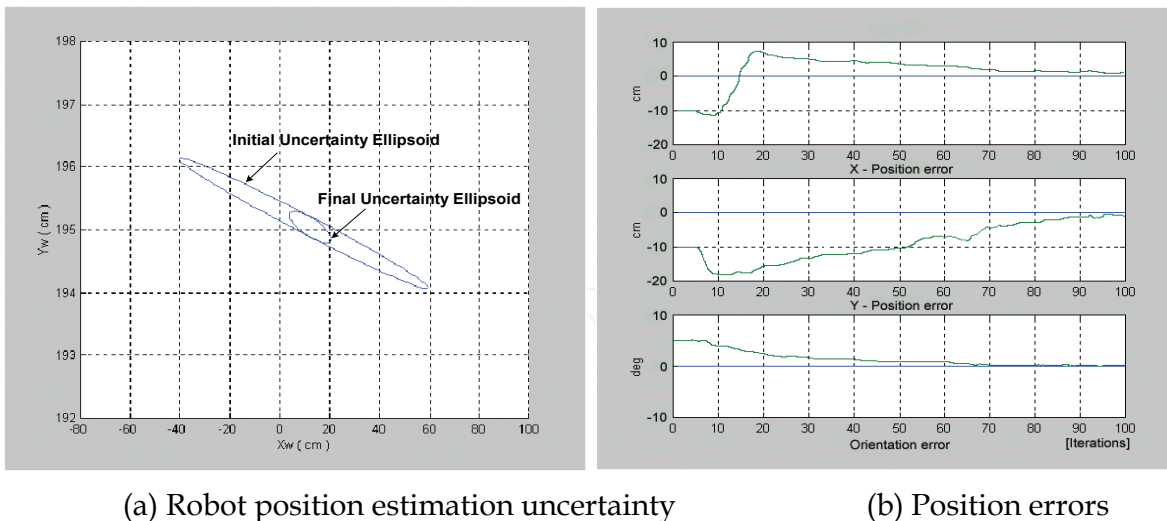 198
197
196
195
194
193
192
Yw ( cm )
-80 -60 -40 -20 0 20 40 60 80 100
Xw ( cm )
Initial Uncertainty Ellipsoid
Final Uncertainty Ellipsoid
10
0
-10
-20
cm
0 10 20 30 40 50 60 70 80 90 100
X - Position error
10
0
-10
-20
cm
0 10 20 30 40 50 60 70 80 90 100
Y - Position error
10
0
-10
deg
0 10 20 30 40 50 60 70 80 90 100
Orientation error [Iterations]
(a) Robot position estimation uncertainty (b) Position errors